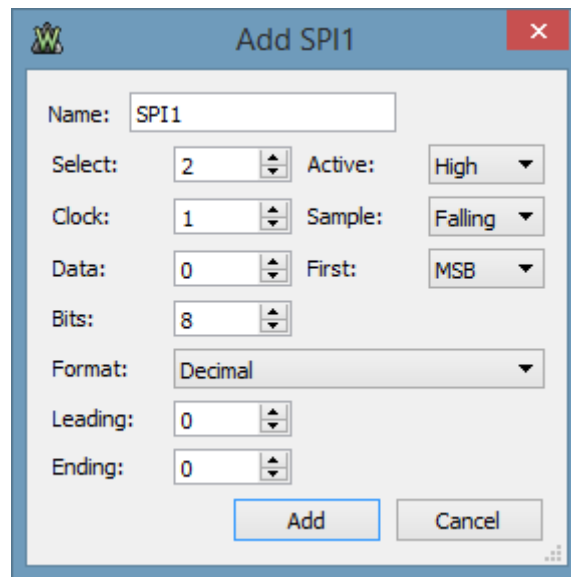 Add SPI1
Name: SPI1
Select: 2 Active: High
Clock: 1 Sample: Falling
Data: 0 First: MSB
Bits: 8
Format: Decimal
Leading: 0
Ending: 0
Add Cancel